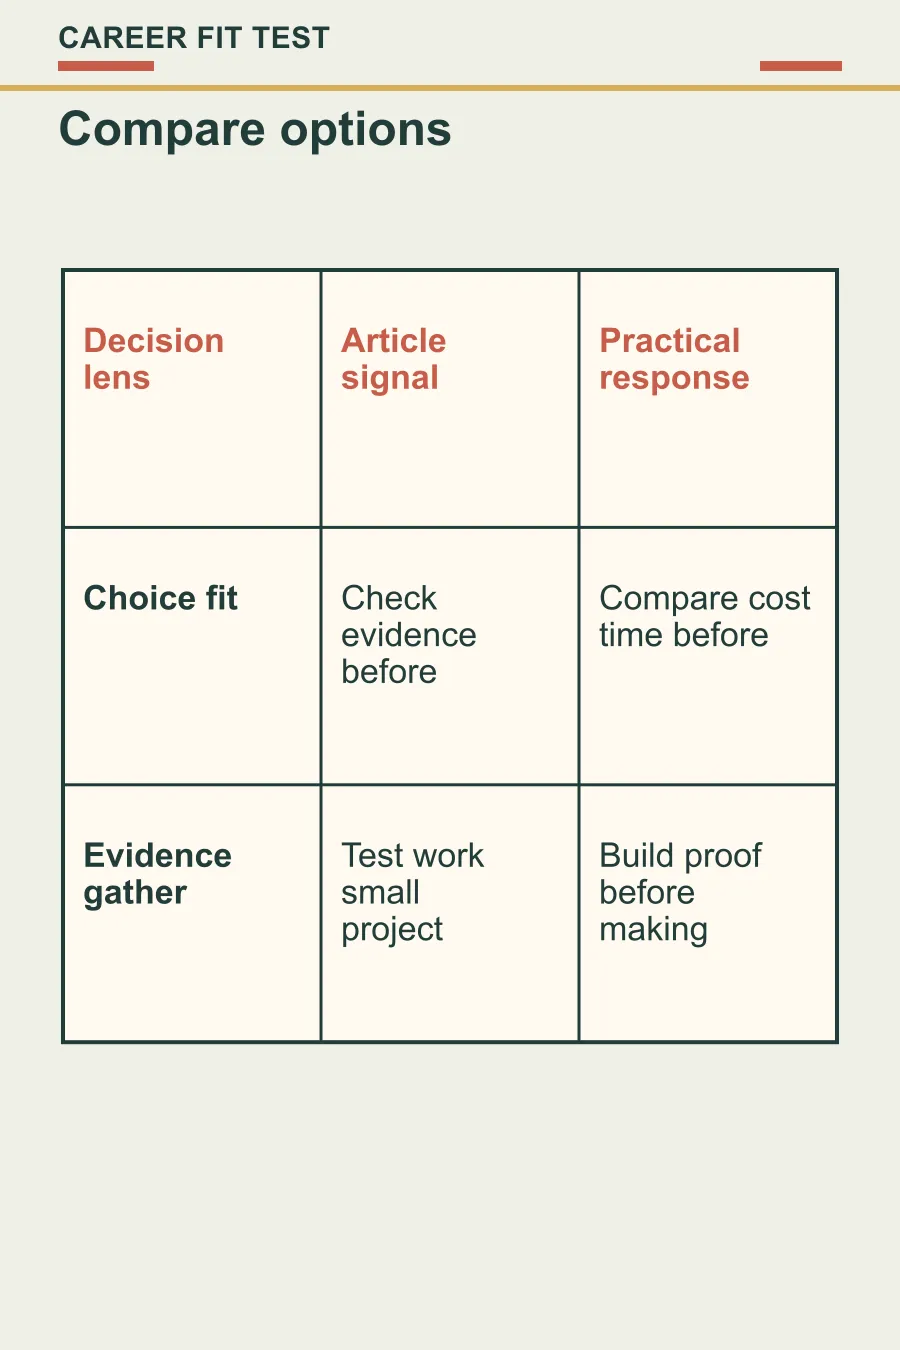 CAREER FIT TEST
Compare options
Decision
lens
Article
signal
Practical
response
Choice fit
Check
evidence
before
Compare cost
time before
Evidence
gather
Test work
small
project
Build proof
before
making